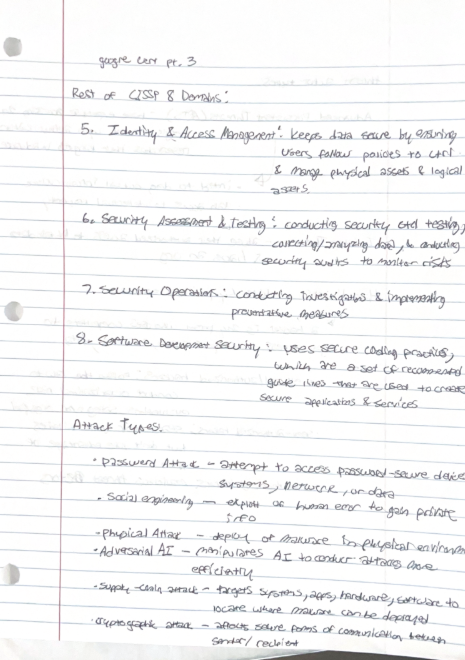 google cert pt. 3
Rest of CISSP 8 Domains:
5. Identity & Access Management: keeps data secure by ensuring
users follow policies to ctrl
& mange physical assets & logical
assets.
6. Security Assessment & Testing: conducting security ctrl testing,
collecting/analyzing data, & conducting
security audits to monitor risks
7. Security Operations: conducting investigations & implementing
preventative measures
8. Software Development Security: uses secure coding practices,
which are a set of recommended
guide lines that are used to create
secure applications & services
Attack Types:
• Password Attack – attempt to access password-secure device
systems, network, or data
• Social engineering – exploit of human error to gain private
info
• Physical Attack – deploy of malware in physical environm
• Adversarial AI – manipulates AI to conduct attacks more
efficiently
• Supply-chain attack – targets systems, apps, hardware, software to
locate where malware can be deployed
• Cryptographic attack – affects secure forms of communication between
sender/recipient